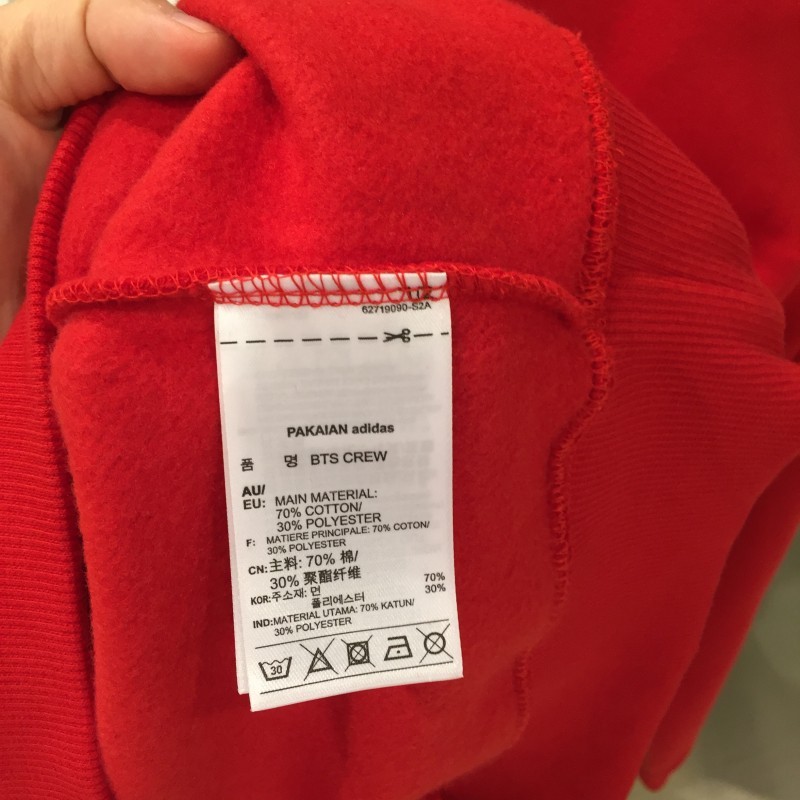 62719090-S2A
PAKAIAN adidas
품 명 BTS CREW
AU/
EU: MAIN MATERIAL:
70% COTTON/
30% POLYESTER
F: MATIERE PRINCIPALE: 70% COTON/
30% POLYESTER
CN: 主料: 70% 棉/
30% 聚酯纤维
KOR: 주소재: 면 70%
폴리에스터 30%
IND: MATERIAL UTAMA: 70% KATUN/
30% POLYESTER
30